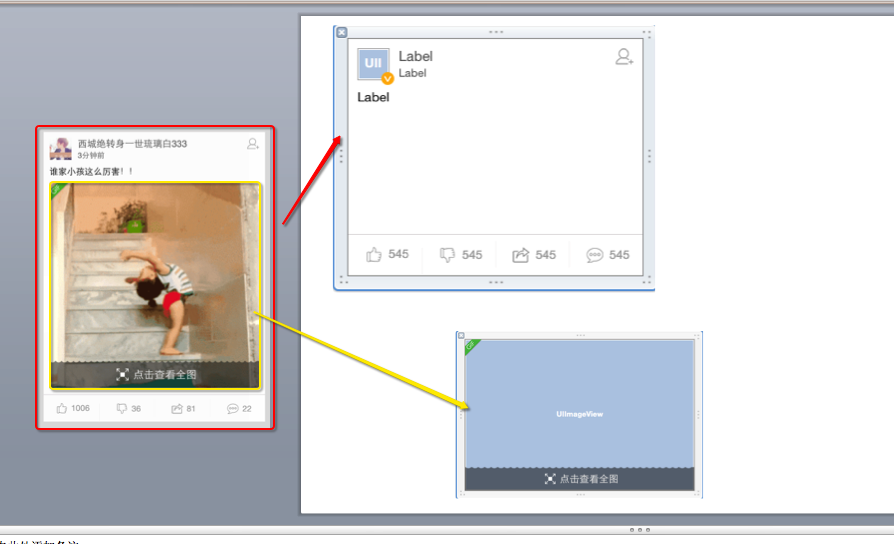 西城绝转身一世琉璃白333
3分钟前
谁家小孩这么厉害！！
点击查看全图
1006
36
81
22
UII
Label
Label
Label
545
545
545
545
UIImageView
点击查看全图